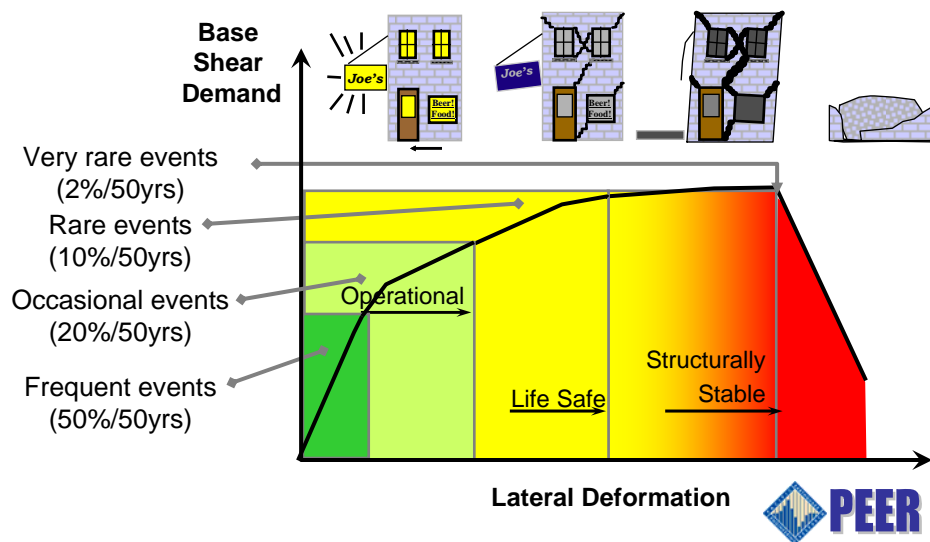 Base
Shear
Demand
Joe's
Beer!
Food!
Joe's
Beer!
Food!
Very rare events
(2%/50yrs)
Rare events
(10%/50yrs)
Occasional events
(20%/50yrs)
Frequent events
(50%/50yrs)
Operational
Life Safe
Structurally
Stable
Lateral Deformation
PEER